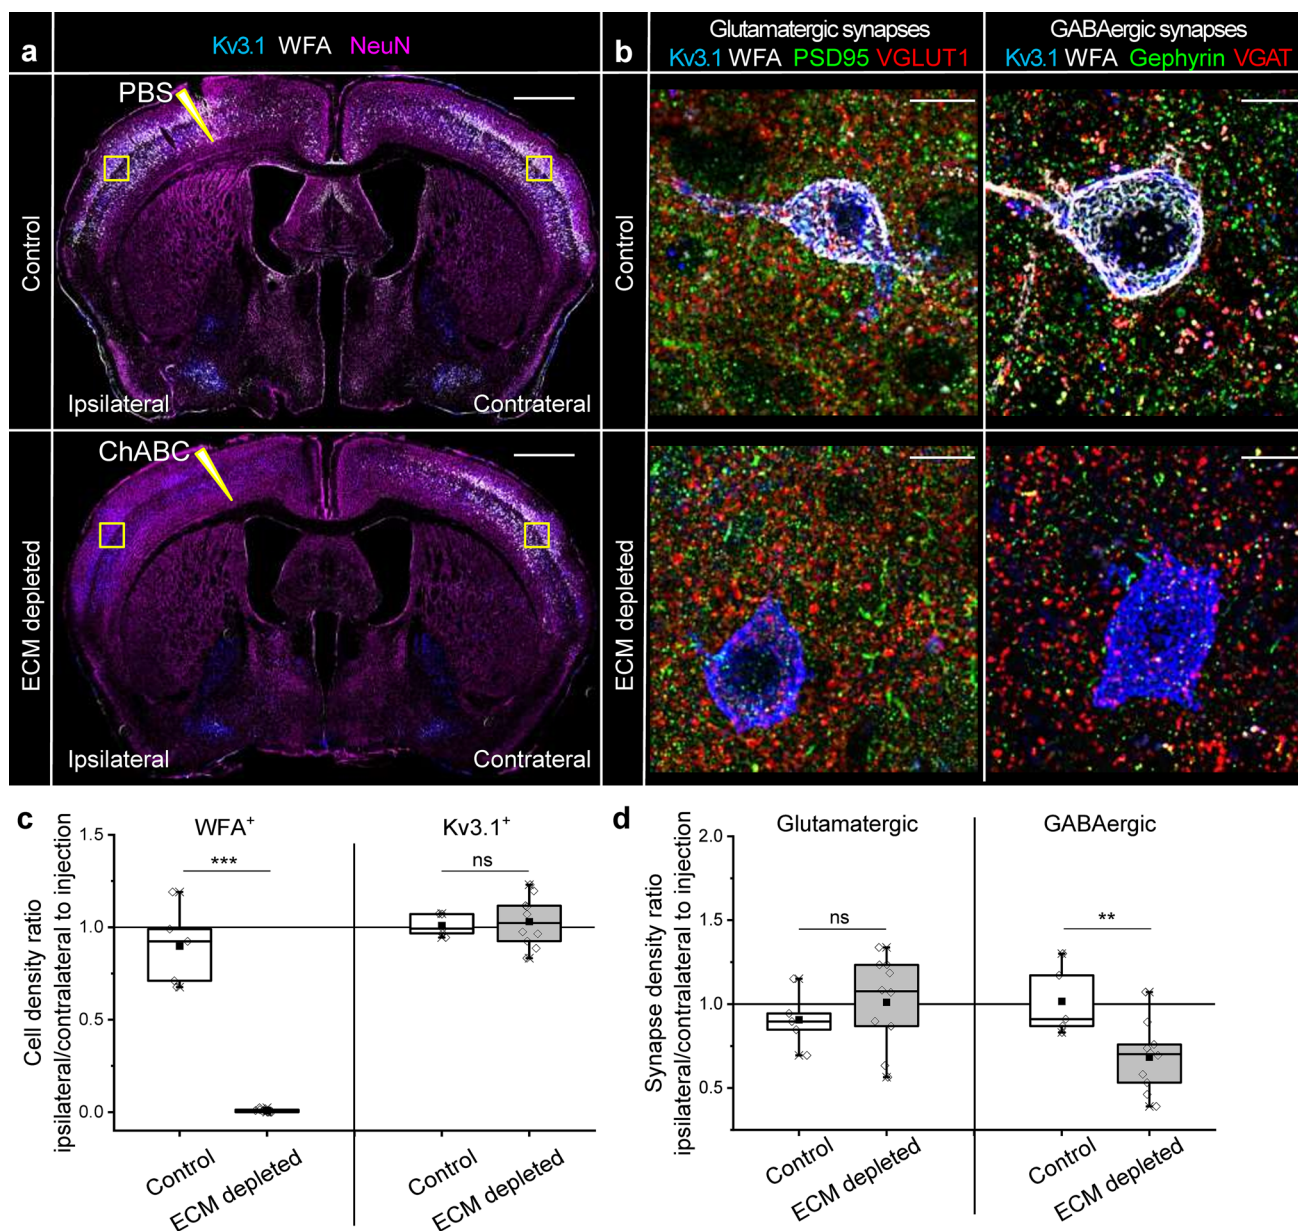 a
Kv3.1 WFA NeuN
Control
PBS
Ipsilateral
Contrateral
ECM depleted
ChABC
Ipsilateral
Contrateral
b
Glutamatergic synapses
Kv3.1 WFA PSD95 VGLUT1
GABAergic synapses
Kv3.1 WFA Gephyrin VGAT
Control
ECM depleted
c
WFA+
Kv3.1+
***
ns
Cell density ratio
ipsilateral/contralateral to injection
1.5
1.0
0.5
0.0
Control
ECM depleted
Control
ECM depleted
d
Glutamatergic
GABAergic
ns
**
Synapse density ratio
ipsilateral/contralateral to injection
2.0
1.5
1.0
0.5
Control
ECM depleted
Control
ECM depleted